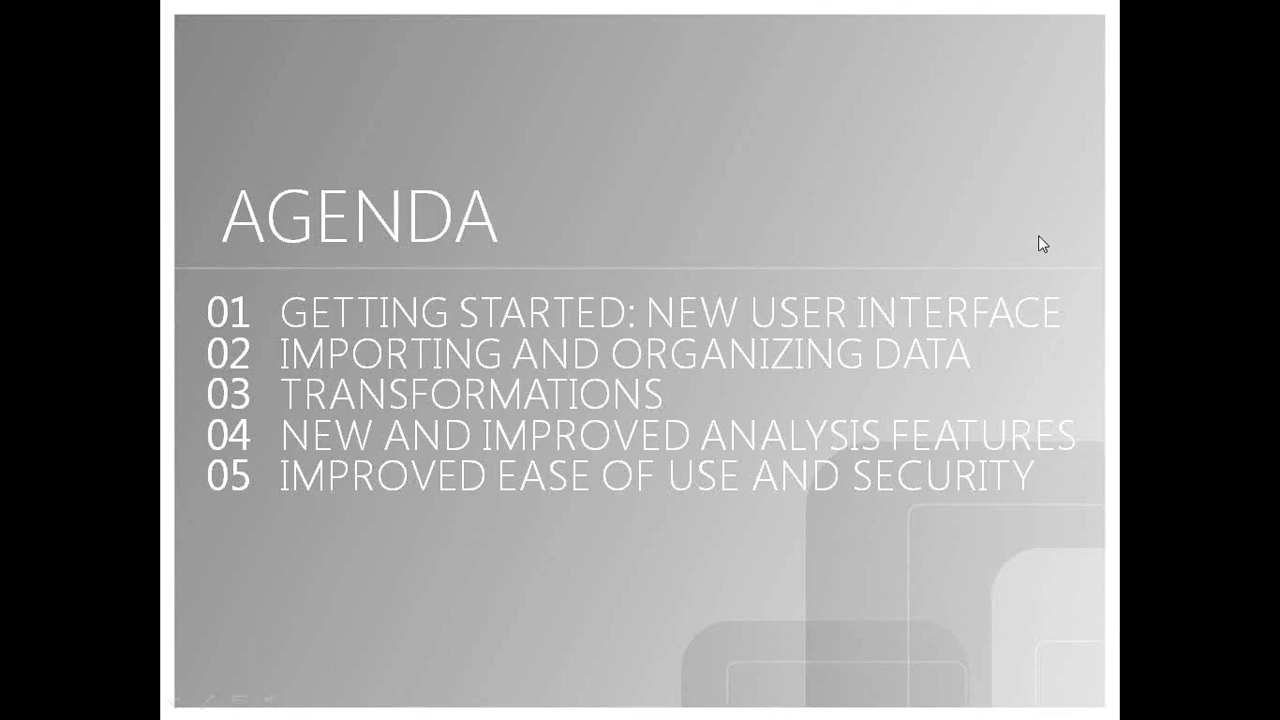 AGENDA
01 GETTING STARTED: NEW USER INTERFACE
02 IMPORTING AND ORGANIZING DATA
03 TRANSFORMATIONS
04 NEW AND IMPROVED ANALYSIS FEATURES
05 IMPROVED EASE OF USE AND SECURITY